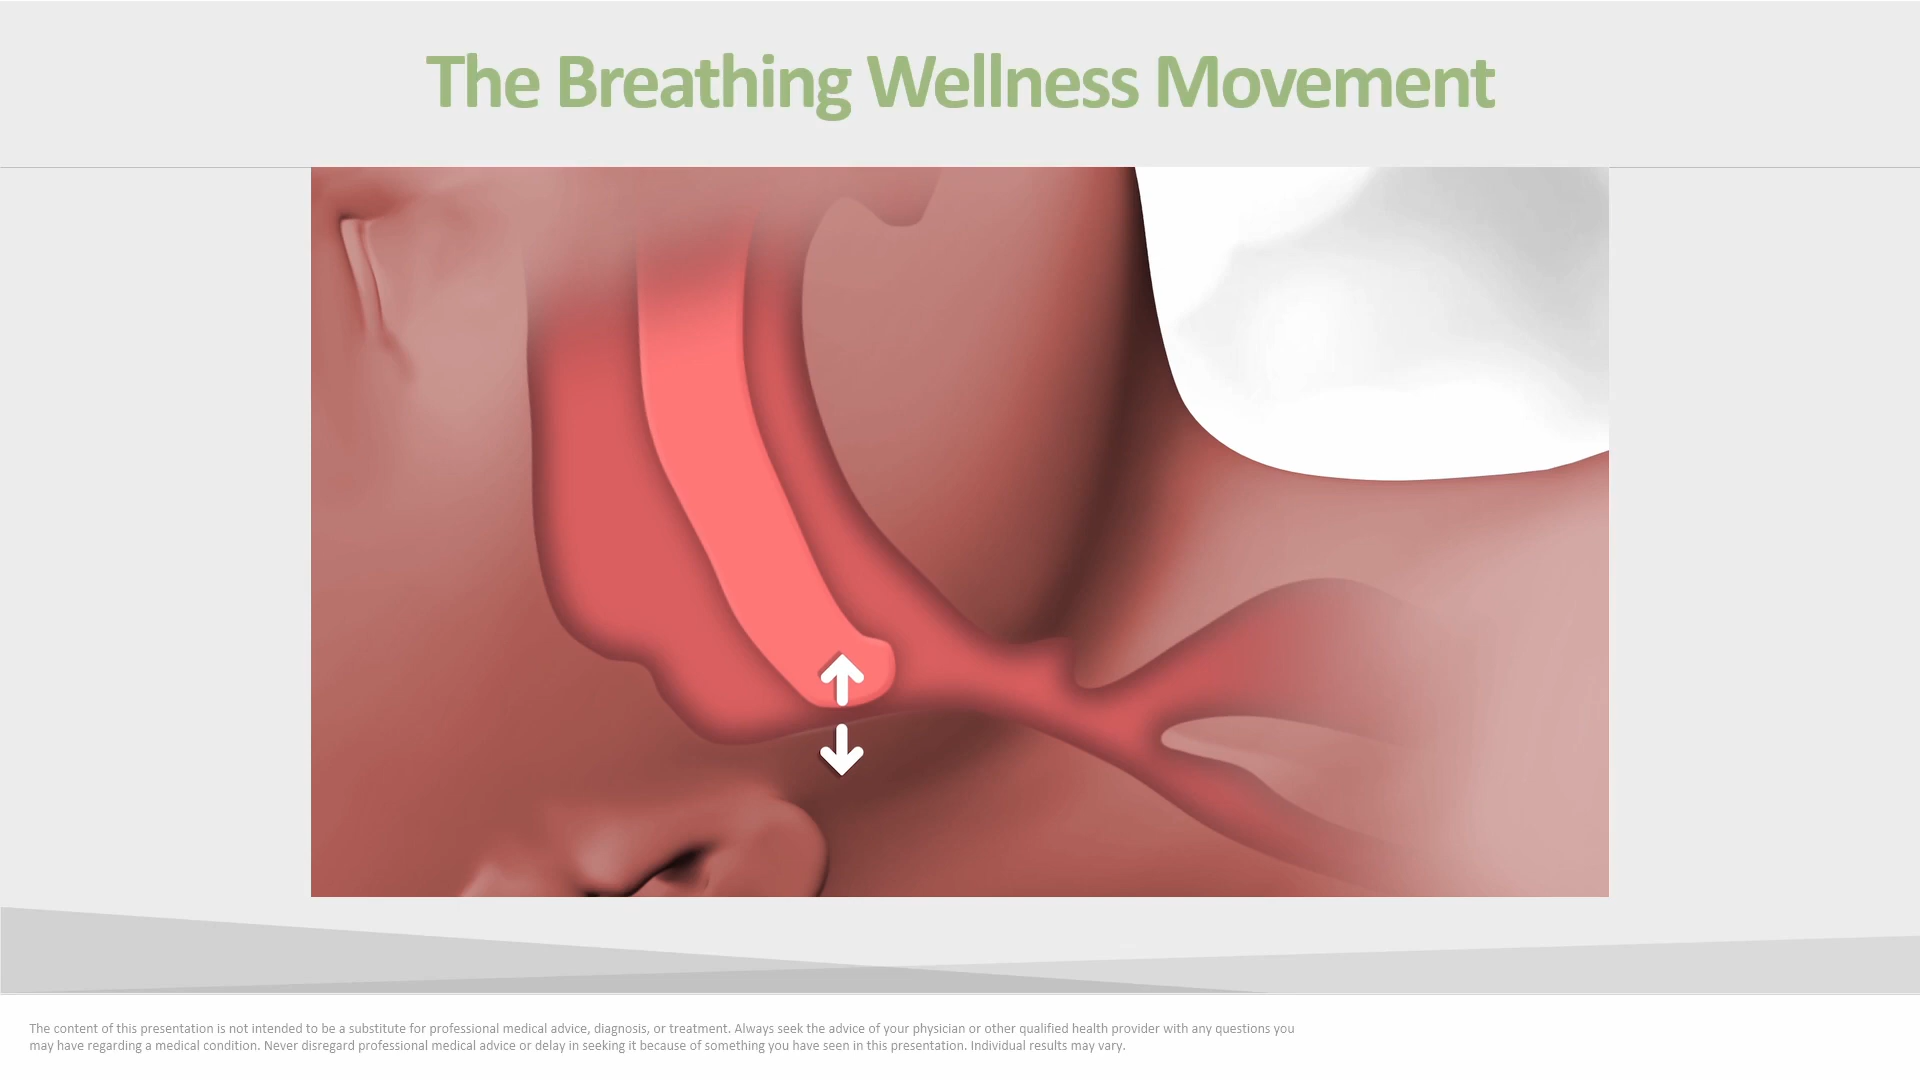 The Breathing Wellness Movement
The content of this presentation is not intended to be a substitute for professional medical advice, diagnosis, or treatment. Always seek the advice of your physician or other qualified health provider with any questions you
may have regarding a medical condition. Never disregard professional medical advice or delay in seeking it because of something you have seen in this presentation. Individual results may vary.